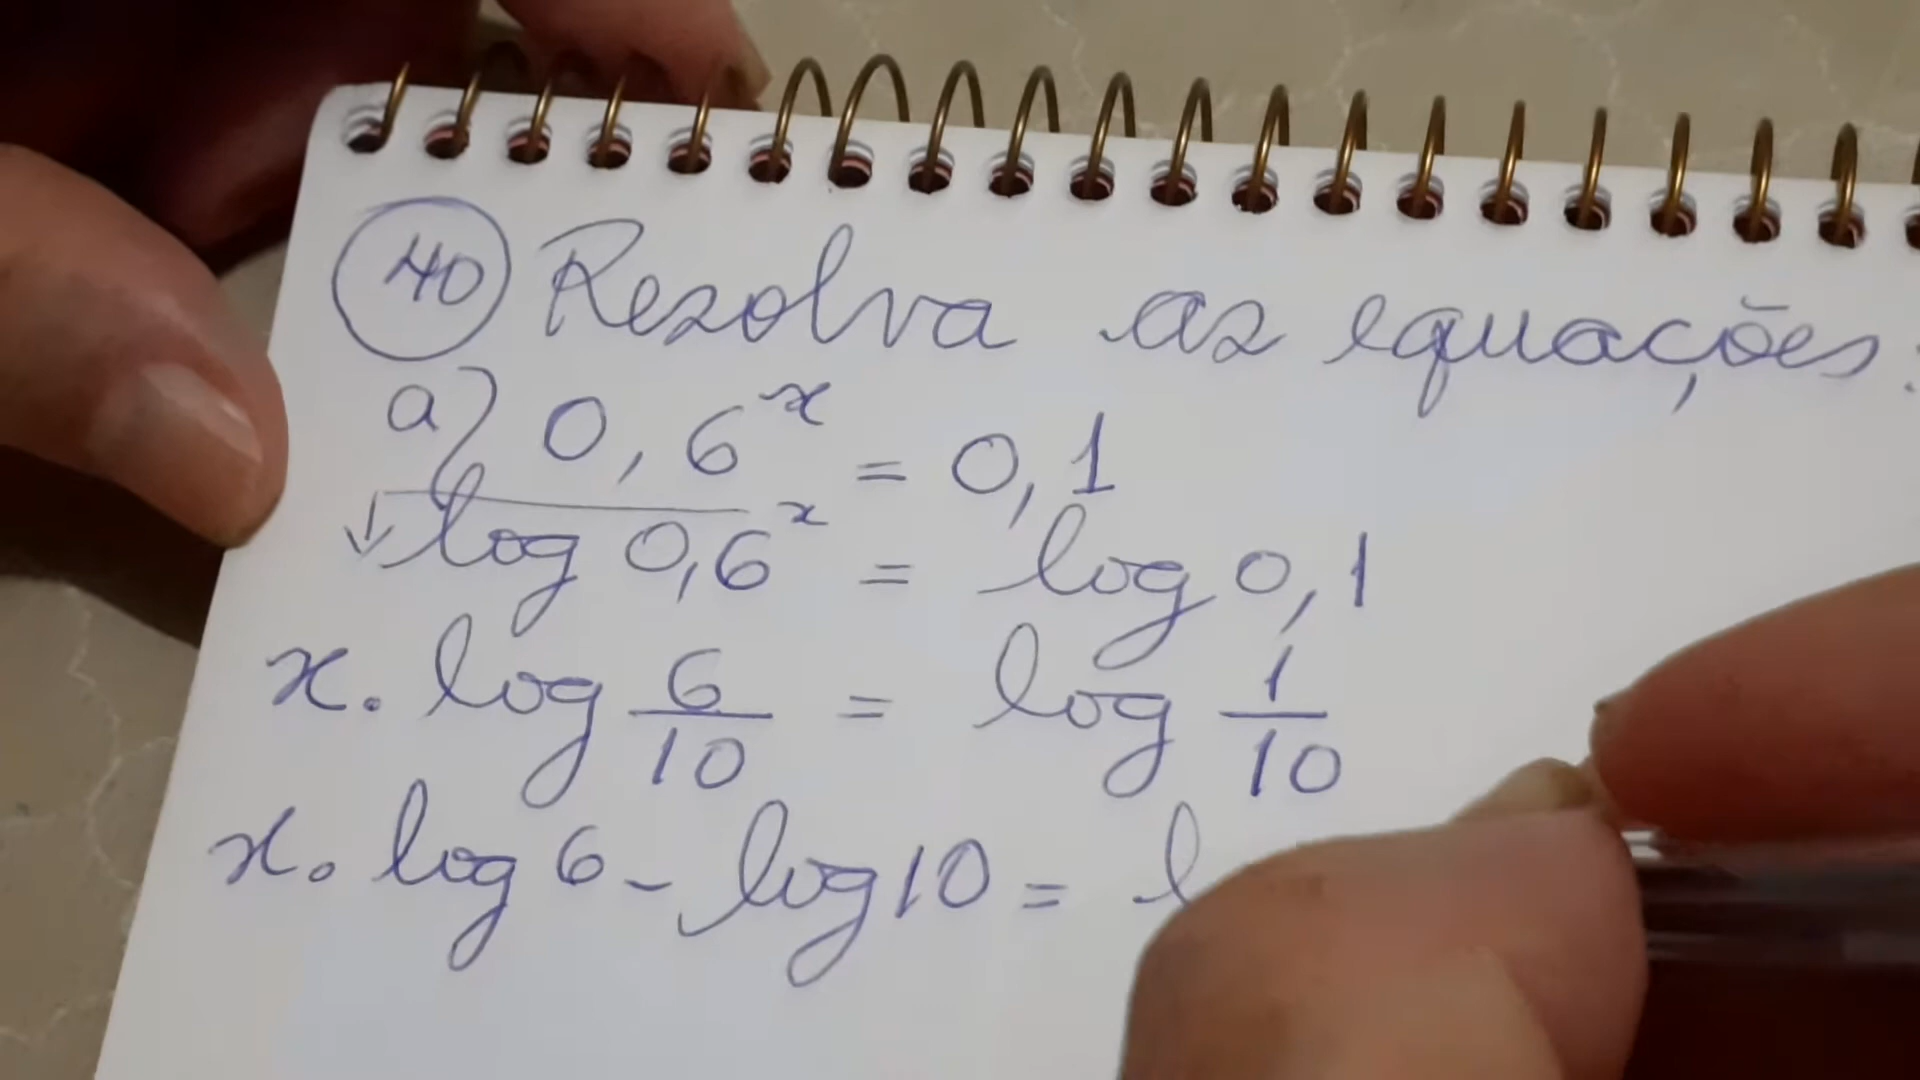 40 Resolva as equações:
a) 0,6^x = 0,1
log 0,6^x = log 0,1
x. log 6/10 = log 1/10
x. log 6 - log 10 = l